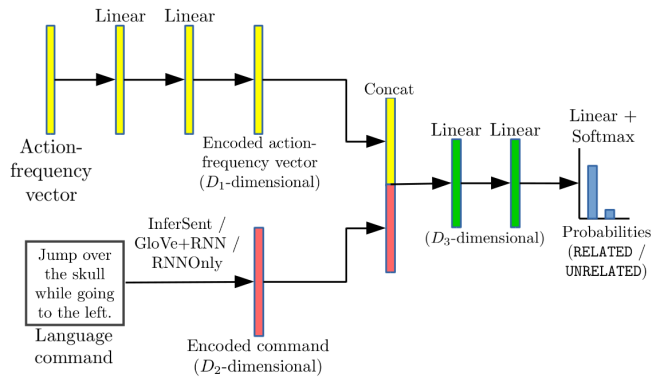 Linear
Linear
Action-
frequency
vector
Encoded action-
frequency vector
(D₁-dimensional)
Concat
Linear
Linear
Linear +
Softmax
(D₃-dimensional)
Probabilities
(RELATED /
UNRELATED)
InferSent /
GloVe+RNN /
RNNOnly
Jump over
the skull
while going
to the left.
Language
command
Encoded command
(D₂-dimensional)